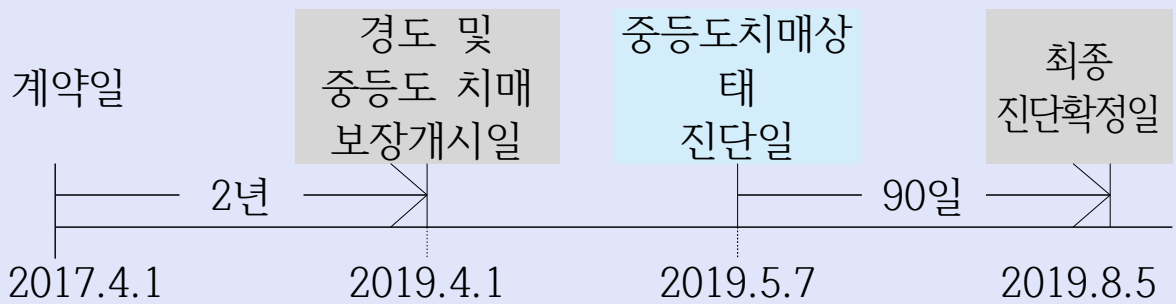 계약일
경도 및
중등도 치매
보장개시일
중등도치매상
태
진단일
최종
진단확정일
2년
90일
2017.4.1
2019.4.1
2019.5.7
2019.8.5